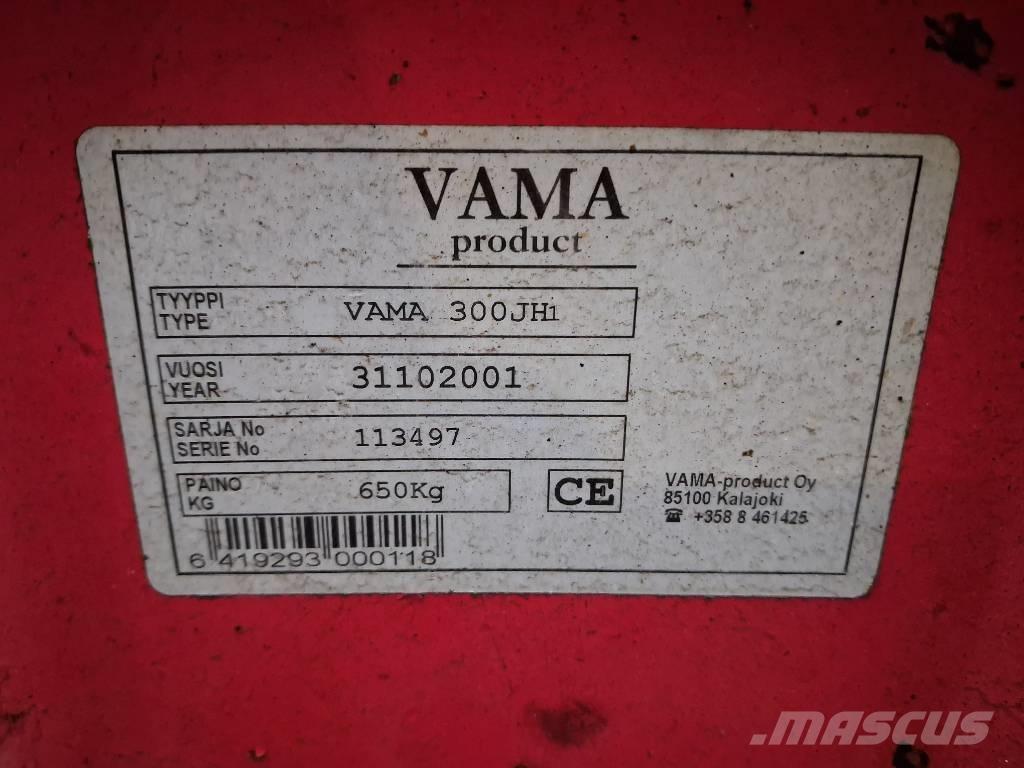 VAMA
product
TYYPPI
TYPE
VAMA 300JH1
VUOSI
YEAR
31102001
SARJA No
SERIE No
113497
PAINO
KG
650Kg
CE
VAMA-product Oy
85100 Kalajoki
☎ +358 8 461425
6 419293 000118
.MASCUS